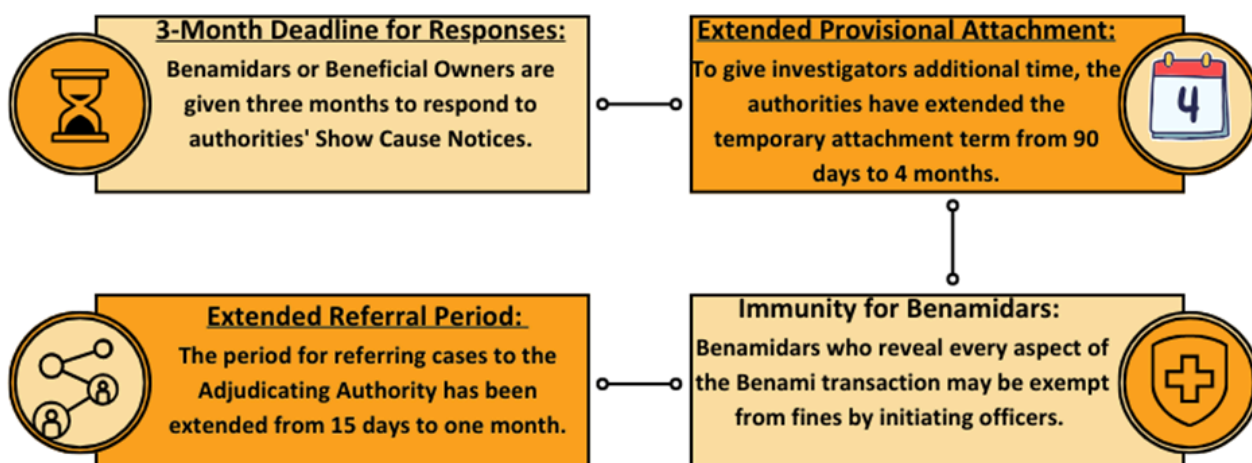 3-Month Deadline for Responses:
Benamidars or Beneficial Owners are
given three months to respond to
authorities' Show Cause Notices.
Extended Provisional Attachment:
To give investigators additional time, the
authorities have extended the
temporary attachment term from 90
days to 4 months.
4
Extended Referral Period:
The period for referring cases to the
Adjudicating Authority has been
extended from 15 days to one month.
Immunity for Benamidars:
Benamidars who reveal every aspect of
the Benami transaction may be exempt
from fines by initiating officers.